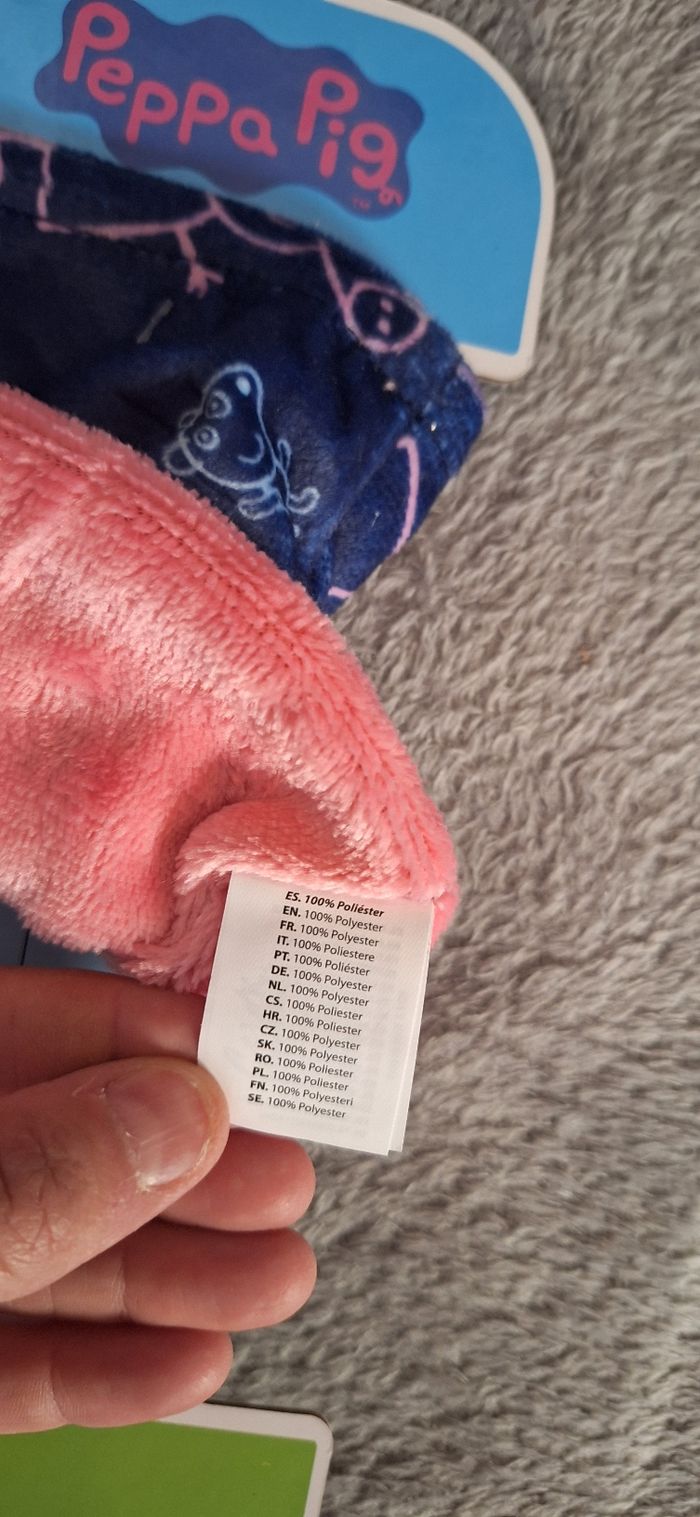 Peppa Pig
TM
ES. 100% Poliéster
EN. 100% Polyester
FR. 100% Polyester
IT. 100% Poliestere
PT. 100% Poliéster
DE. 100% Polyester
NL. 100% Polyester
CS. 100% Poliester
HR. 100% Poliester
CZ. 100% Polyester
SK. 100% Polyester
RO. 100% Poliester
PL. 100% Poliester
FN. 100% Polyesteri
SE. 100% Polyester